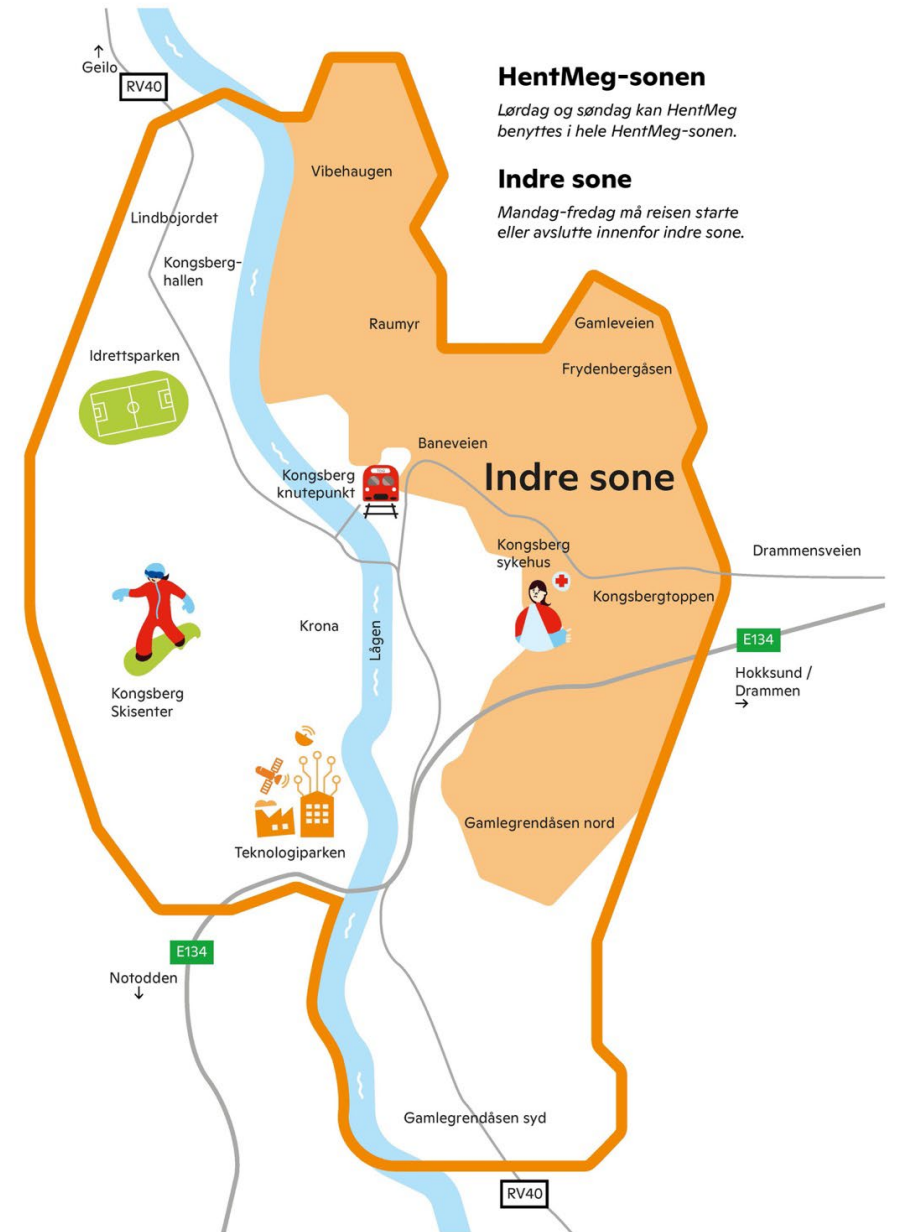 HentMeg-sonen
Lørdag og søndag kan HentMeg
benyttes i hele HentMeg-sonen.
Indre sone
Mandag-fredag må reisen starte
eller avslutte innenfor indre sone.
↑
Geilo
RV40
Vibehaugen
Lindbojordet
Kongsberg-
hallen
Raumyr
Gamleveien
Idrettsparken
Frydenbergåsen
Baneveien
Kongsberg
knutepunkt
Indre sone
Kongsberg
sykehus
Drammensveien
Kongsbergtoppen
Krona
Lågen
E134
Hokksund /
Drammen
→
Kongsberg
Skisenter
Gamlegrendåsen nord
Teknologiparken
E134
Notodden
↓
Gamlegrendåsen syd
RV40